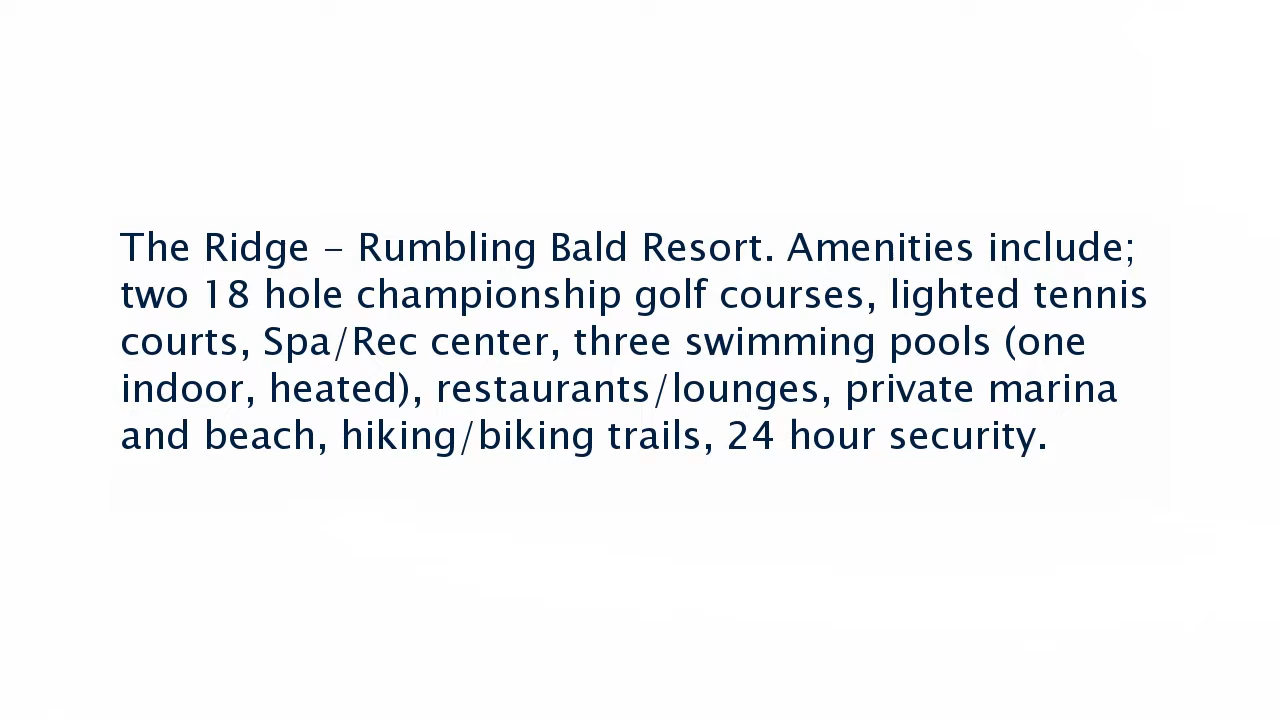 The Ridge – Rumbling Bald Resort. Amenities include;
two 18 hole championship golf courses, lighted tennis
courts, Spa/Rec center, three swimming pools (one
indoor, heated), restaurants/lounges, private marina
and beach, hiking/biking trails, 24 hour security.